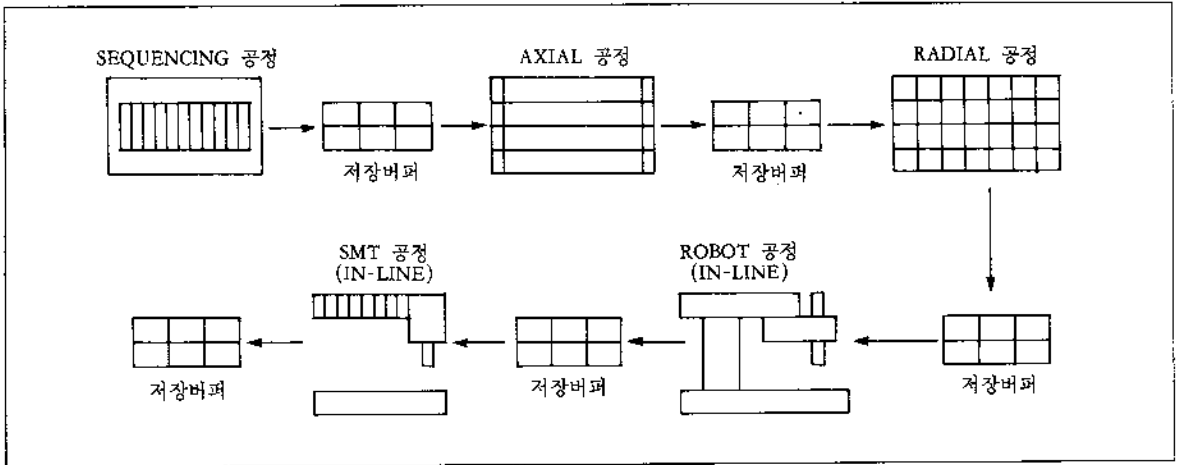 SEQUENCING 공정
AXIAL 공정
RADIAL 공정
저장버퍼
저장버퍼
SMT 공정
(IN-LINE)
ROBOT 공정
(IN-LINE)
저장버퍼
저장버퍼
저장버퍼